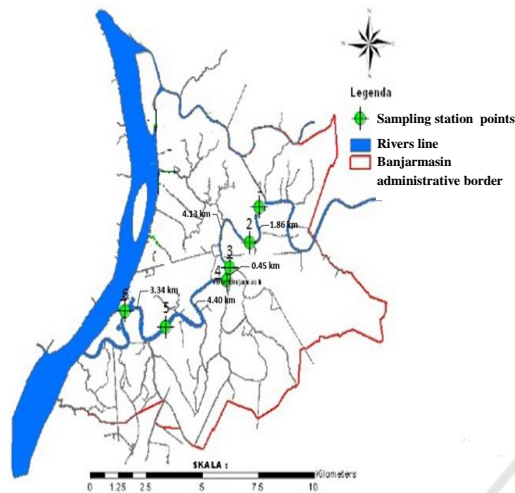 Legenda
Sampling station points
Rivers line
Banjarmasin
administrative border
1
4.13 km
1.86 km
2
3
4
0.45 km
6
3.34 km
5
4.40 km
SKALA :
0 1.25 2.5 5 7.5 10
Kilometers